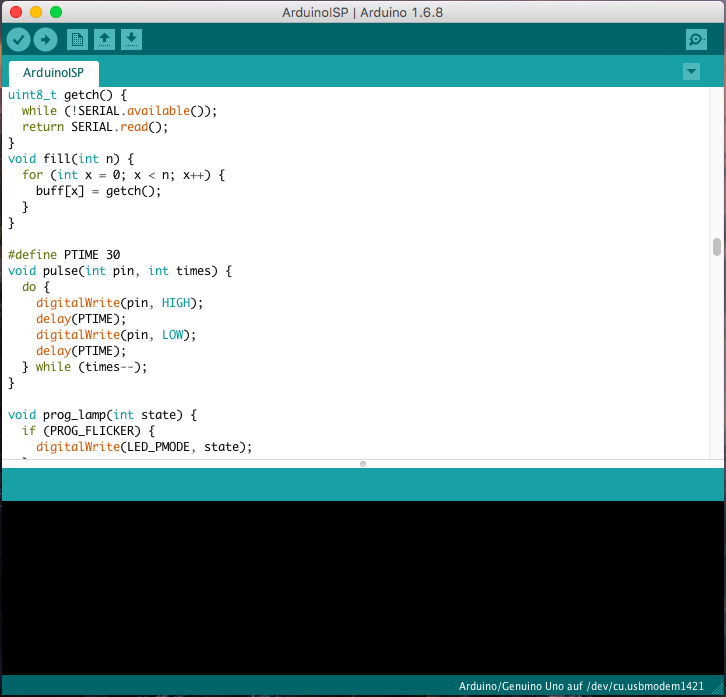 ArduinoISP | Arduino 1.6.8
ArduinoISP
uint8_t getch() {
  while (!SERIAL.available());
  return SERIAL.read();
}
void fill(int n) {
  for (int x = 0; x < n; x++) {
    buff[x] = getch();
  }
}

#define PTIME 30
void pulse(int pin, int times) {
  do {
    digitalWrite(pin, HIGH);
    delay(PTIME);
    digitalWrite(pin, LOW);
    delay(PTIME);
  } while (times--);
}

void prog_lamp(int state) {
  if (PROG_FLICKER) {
    digitalWrite(LED_PMODE, state);
Arduino/Genuino Uno auf /dev/cu.usbmodem1421